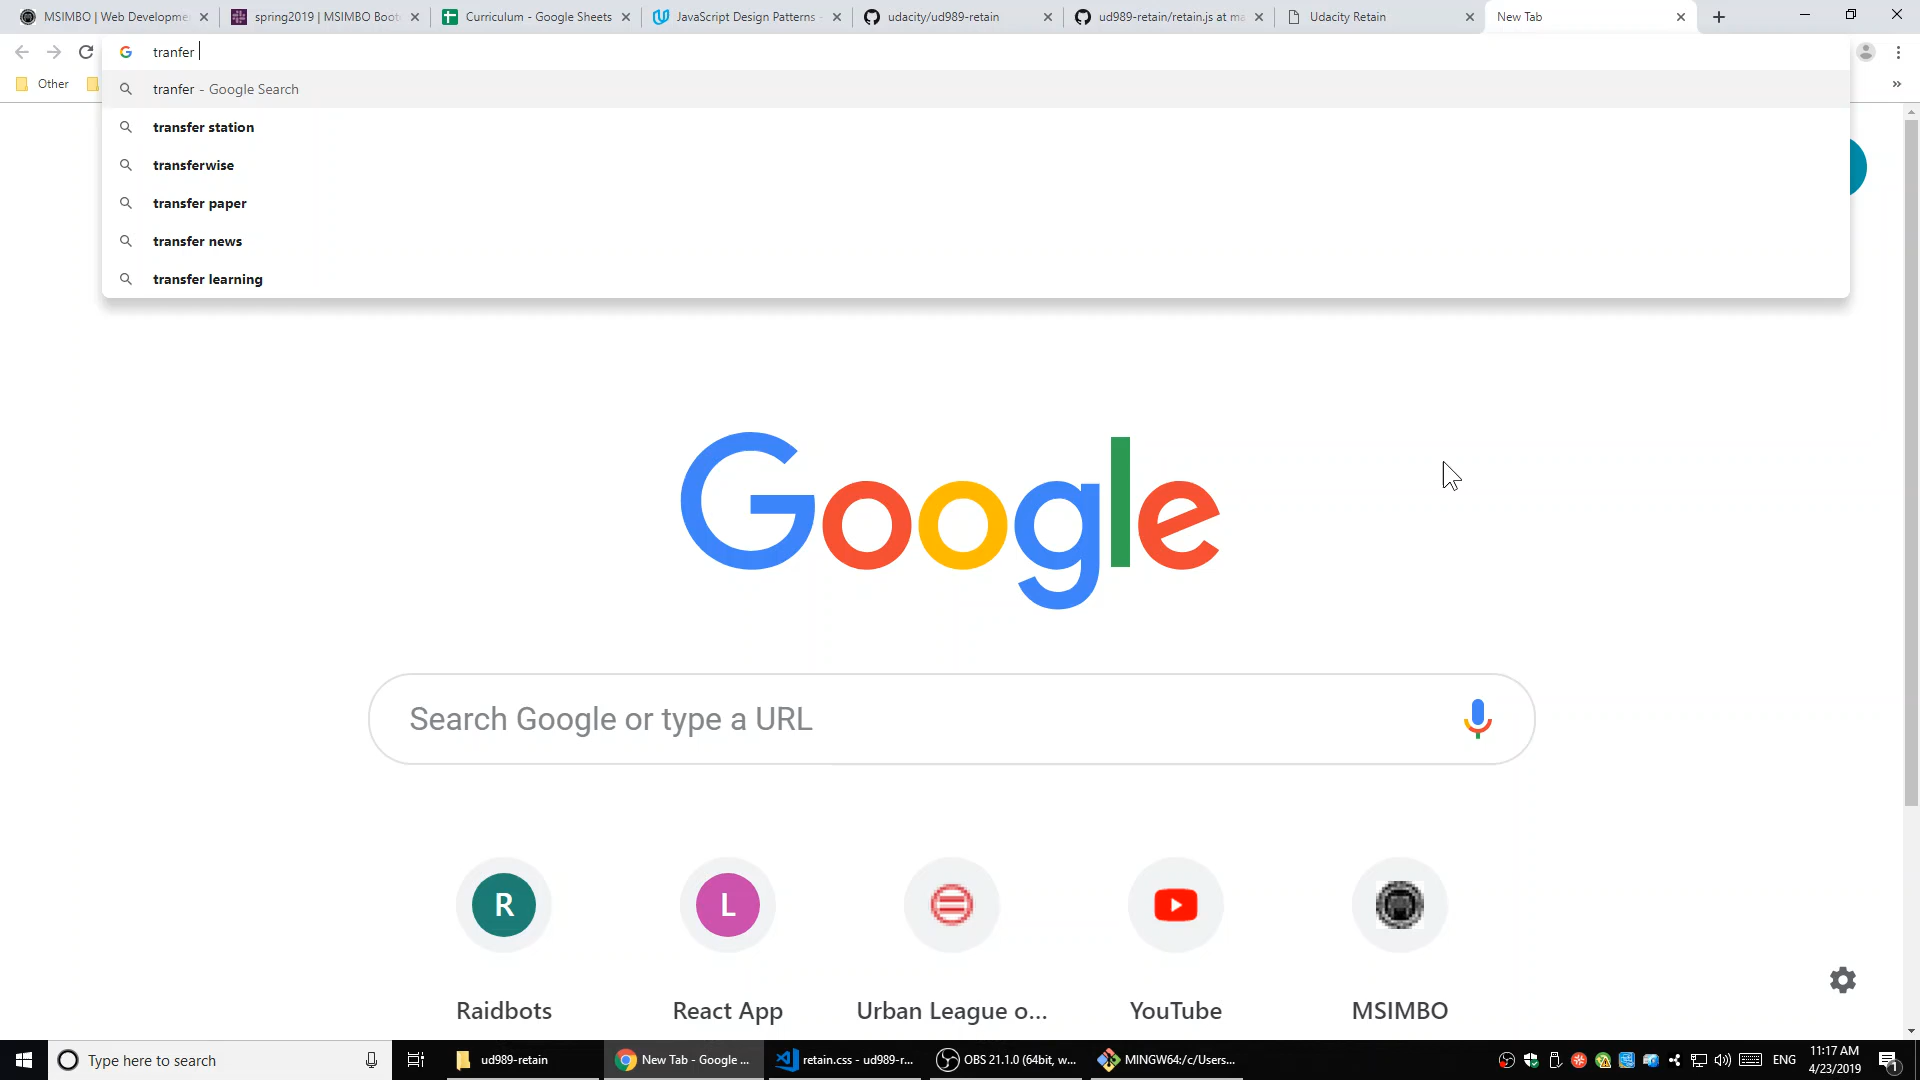 MSIMBO | Web Developme
spring2019 | MSIMBO Boot
Curriculum - Google Sheets
JavaScript Design Patterns -
udacity/ud989-retain
ud989-retain/retain.js at ma
Udacity Retain
New Tab
tranfer
Other
tranfer - Google Search
transfer station
transferwise
transfer paper
transfer news
transfer learning
Google
Search Google or type a URL
R
L
Raidbots
React App
Urban League o...
YouTube
MSIMBO
Type here to search
ud989-retain
New Tab - Google ...
retain.css - ud989-r...
OBS 21.1.0 (64bit, w...
MINGW64:/c/Users...
ENG
11:17 AM
4/23/2019
1